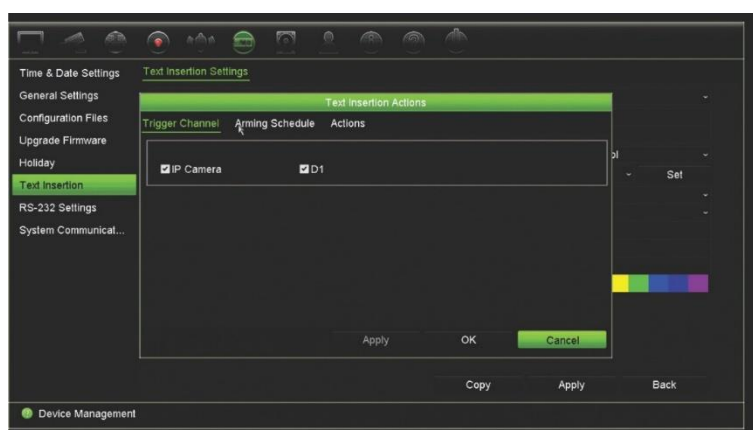 Time & Date Settings
Text Insertion Settings
General Settings
Text Insertion Actions
Configuration Files
Trigger Channel Arming Schedule Actions
Upgrade Firmware
Holiday
IP Camera D1
Set
Text Insertion
RS-232 Settings
System Communicat...
Apply OK Cancel
Copy Apply Back
Device Management